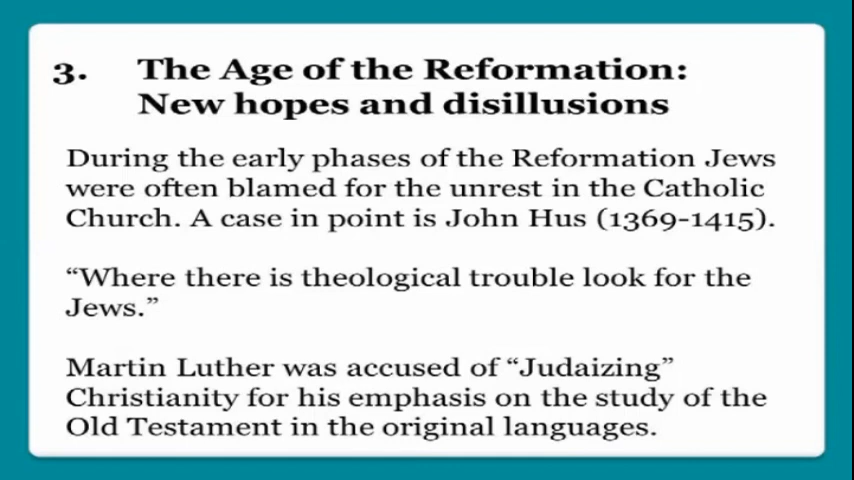 3. The Age of the Reformation:
New hopes and disillusions
During the early phases of the Reformation Jews
were often blamed for the unrest in the Catholic
Church. A case in point is John Hus (1369-1415).
“Where there is theological trouble look for the
Jews.”
Martin Luther was accused of “Judaizing”
Christianity for his emphasis on the study of the
Old Testament in the original languages.